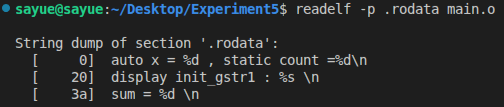 sayue@sayue:~/Desktop/Experiment5$ readelf -p .rodata main.o
String dump of section '.rodata':
[ 0] auto x = %d , static count =%d\n
[ 20] display init_gstr1 : %s \n
[ 3a] sum = %d \n